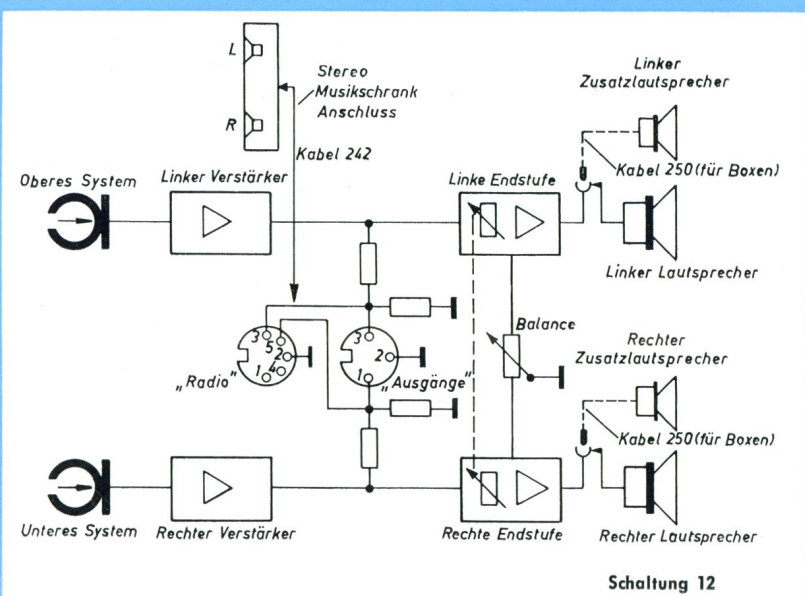 L
R
Stereo
Musikschrank
Anschluss
Kabel 242
Linker
Zusatzlautsprecher
Kabel 250 (für Boxen)
Oberes System
Linker Verstärker
Linke Endstufe
Linker Lautsprecher
3
5
2
4
1
„Radio"
3
2
1
„Ausgänge"
Balance
Rechter
Zusatzlautsprecher
Kabel 250 (für Boxen)
Unteres System
Rechter Verstärker
Rechte Endstufe
Rechter Lautsprecher
Schaltung 12